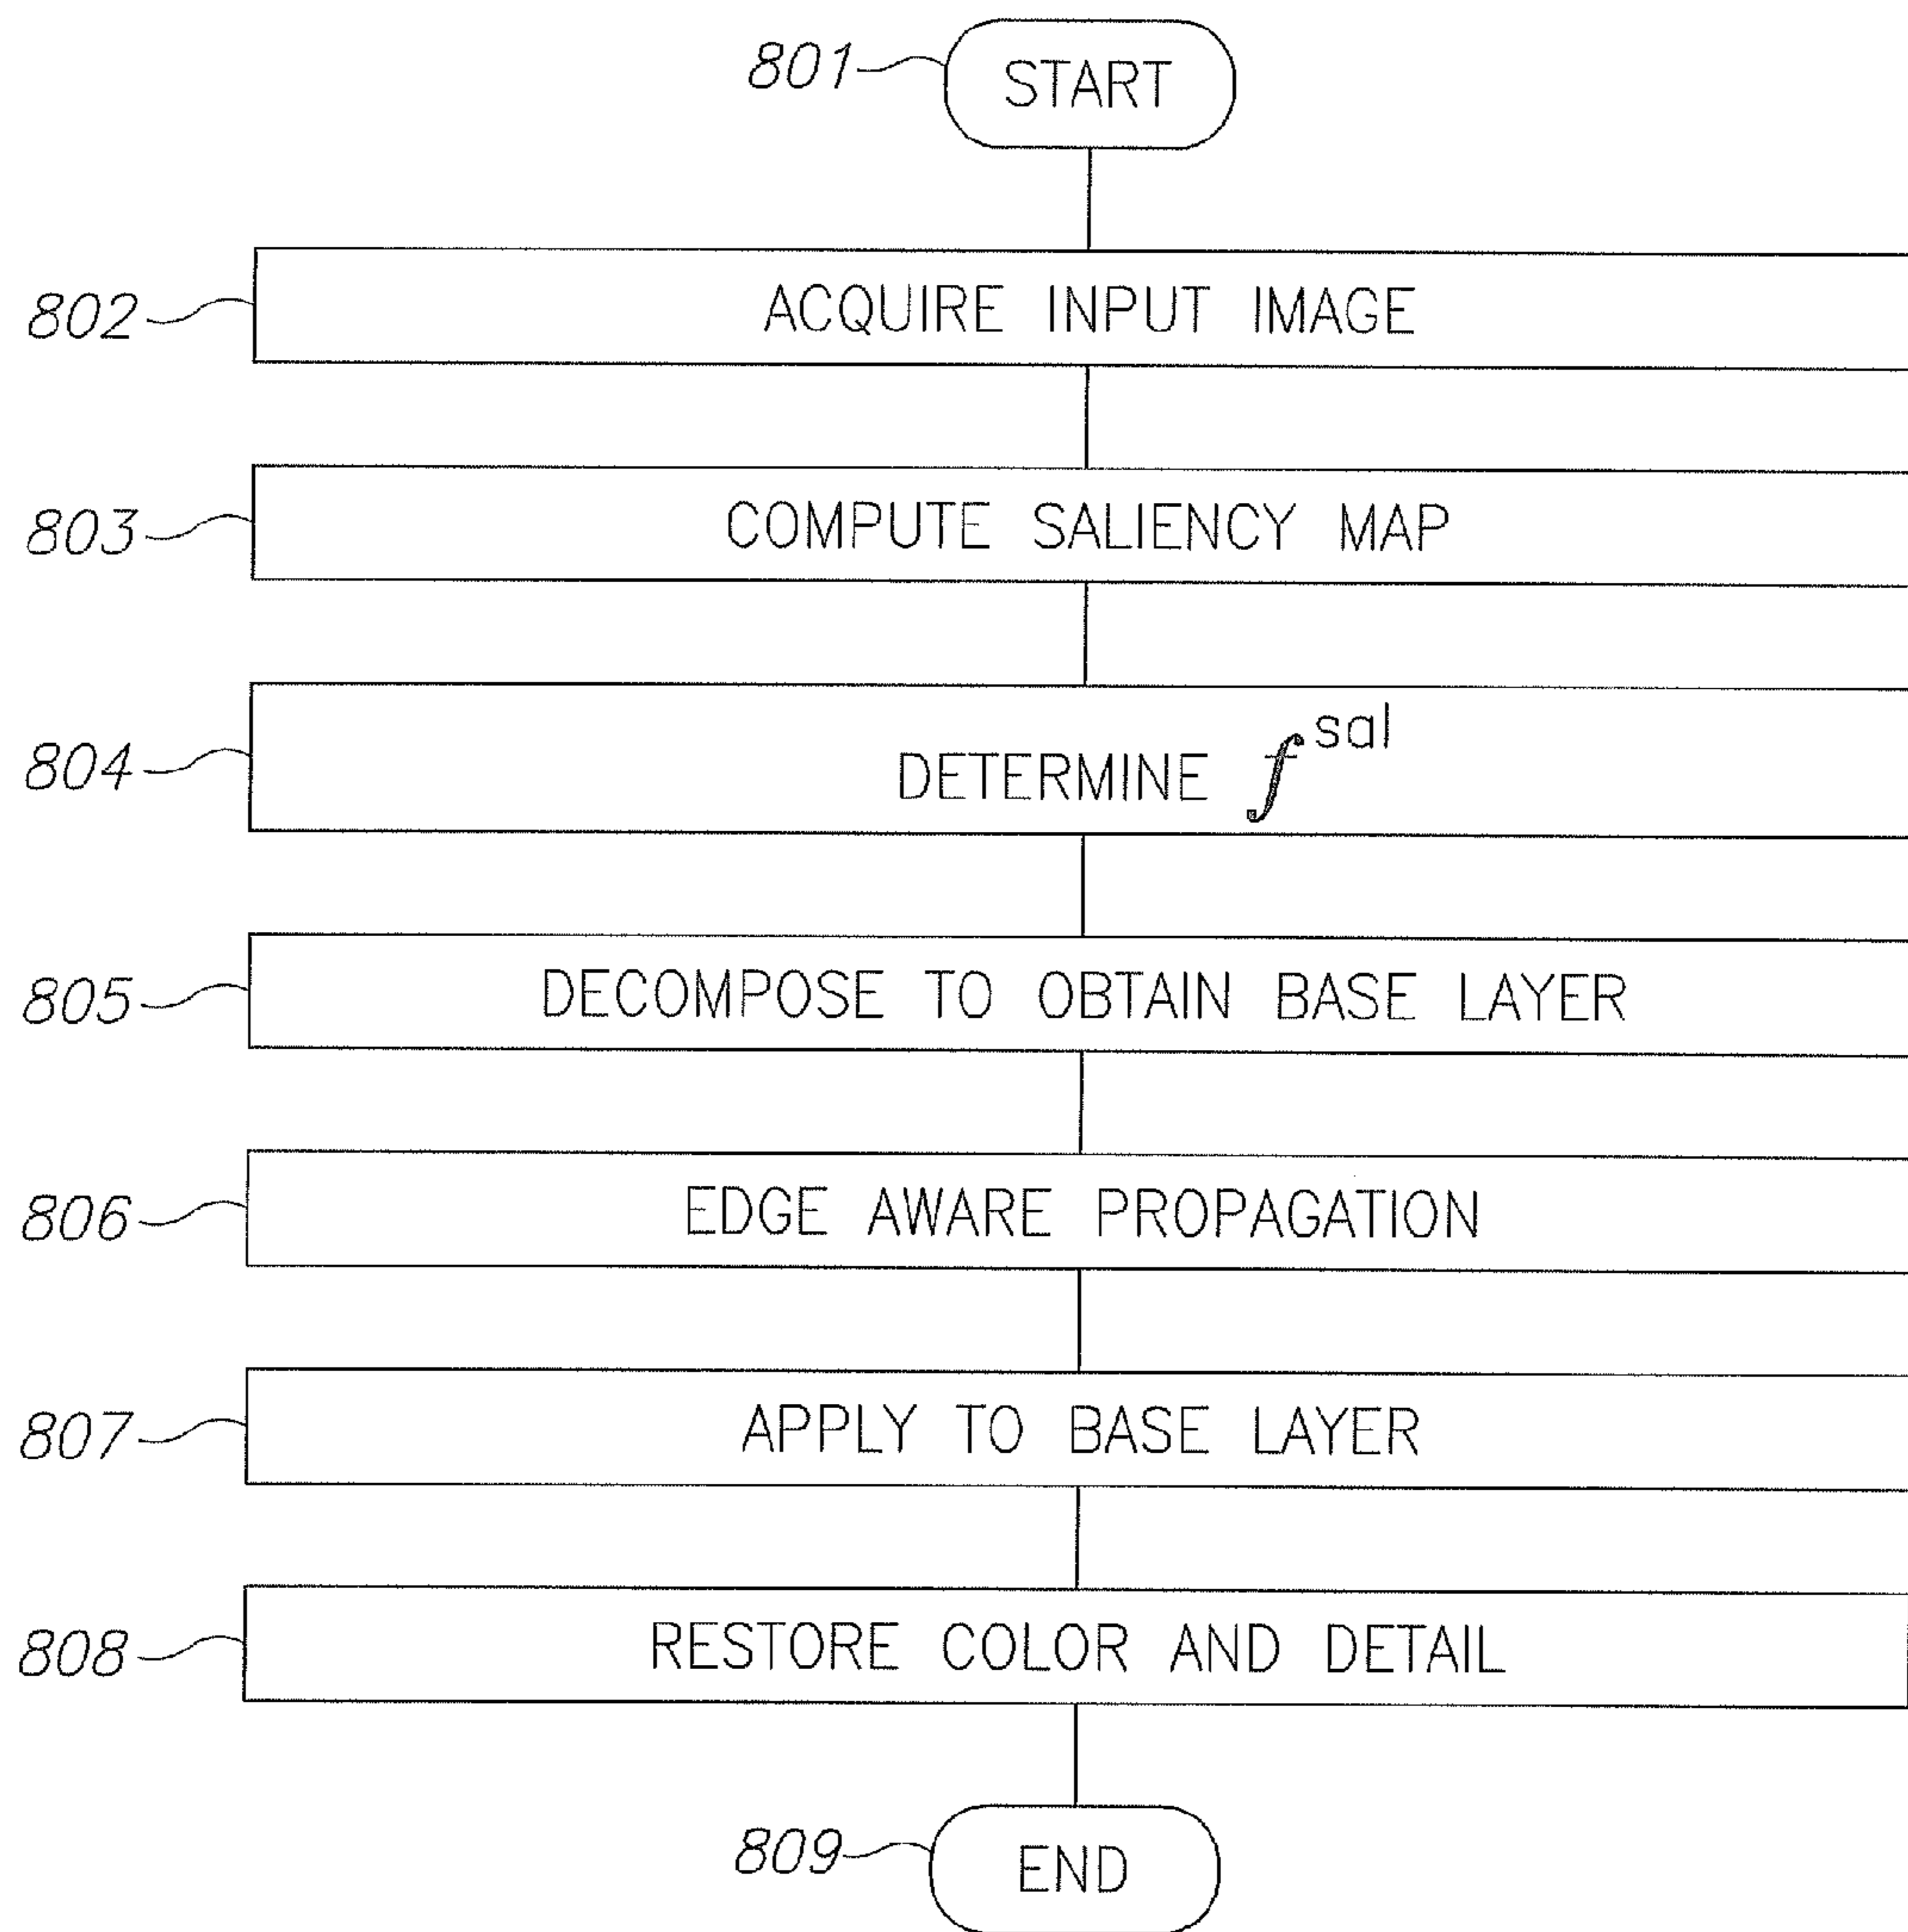 801 START
802 ACQUIRE INPUT IMAGE
803 COMPUTE SALIENCY MAP
804 DETERMINE f^sal
805 DECOMPOSE TO OBTAIN BASE LAYER
806 EDGE AWARE PROPAGATION
807 APPLY TO BASE LAYER
808 RESTORE COLOR AND DETAIL
809 END